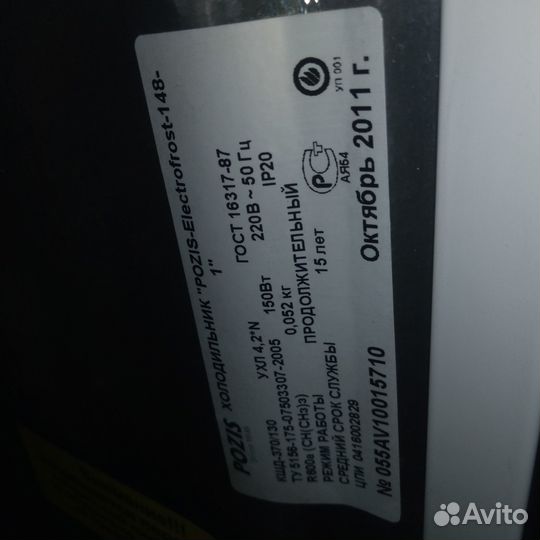 POZIS ХОЛОДИЛЬНИК "POZIS-Electrofrost-148-
1"
КШД-370/130 УХЛ 4,2*N ГОСТ 16317-87
ТУ 5156-175-07503307-2005 150Вт 220В ~ 50 Гц
R600a (CH(CH3)3) 0,052 кг IP20
РЕЖИМ РАБОТЫ ПРОДОЛЖИТЕЛЬНЫЙ
СРЕДНИЙ СРОК СЛУЖБЫ 15 лет
ЦЛИ 0416002829
АЯ64
УП 001
№ 055AV10015710 Октябрь 2011 г.
Avito